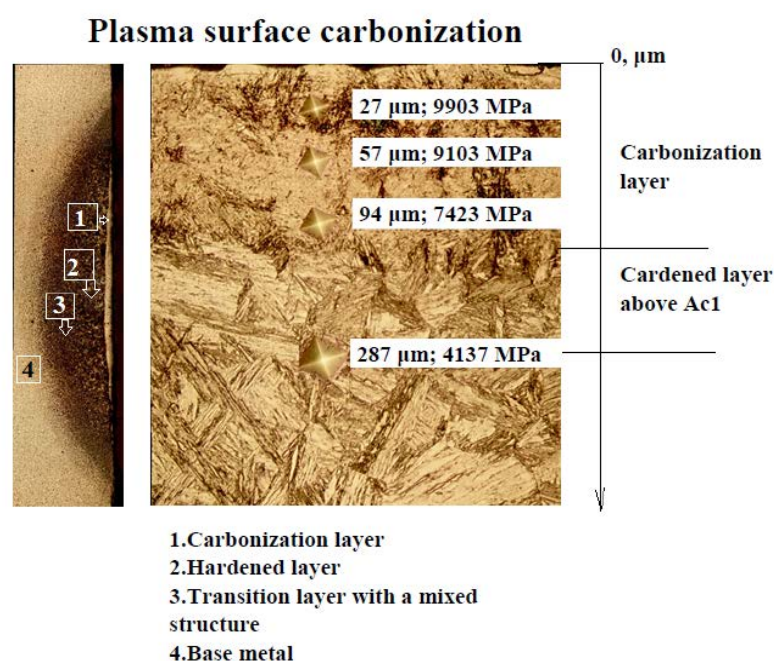 Plasma surface carbonization
0, μm
27 μm; 9903 MPa
57 μm; 9103 MPa
Carbonization
layer
94 μm; 7423 MPa
1
2
3
4
Cardened layer
above Ac1
287 μm; 4137 MPa
1.Carbonization layer
2.Hardened layer
3.Transition layer with a mixed
structure
4.Base metal